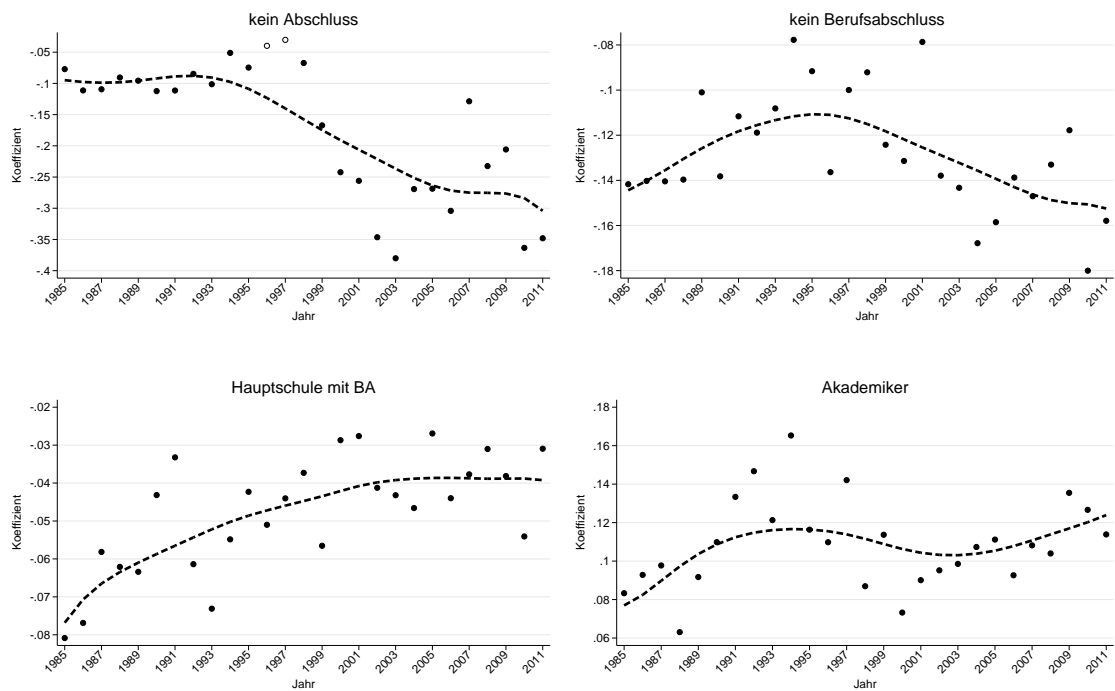 kein Abschluss
-.05
-.1
-.15
-.2
-.25
-.3
-.35
-.4
Koeffizient
1985 1987 1989 1991 1993 1995 1997 1999 2001 2003 2005 2007 2009 2011
Jahr
kein Berufsabschluss
-.08
-.1
-.12
-.14
-.16
-.18
Koeffizient
1985 1987 1989 1991 1993 1995 1997 1999 2001 2003 2005 2007 2009 2011
Jahr
Hauptschule mit BA
-.02
-.03
-.04
-.05
-.06
-.07
-.08
Koeffizient
1985 1987 1989 1991 1993 1995 1997 1999 2001 2003 2005 2007 2009 2011
Jahr
Akademiker
.18
.16
.14
.12
.1
.08
.06
Koeffizient
1985 1987 1989 1991 1993 1995 1997 1999 2001 2003 2005 2007 2009 2011
Jahr